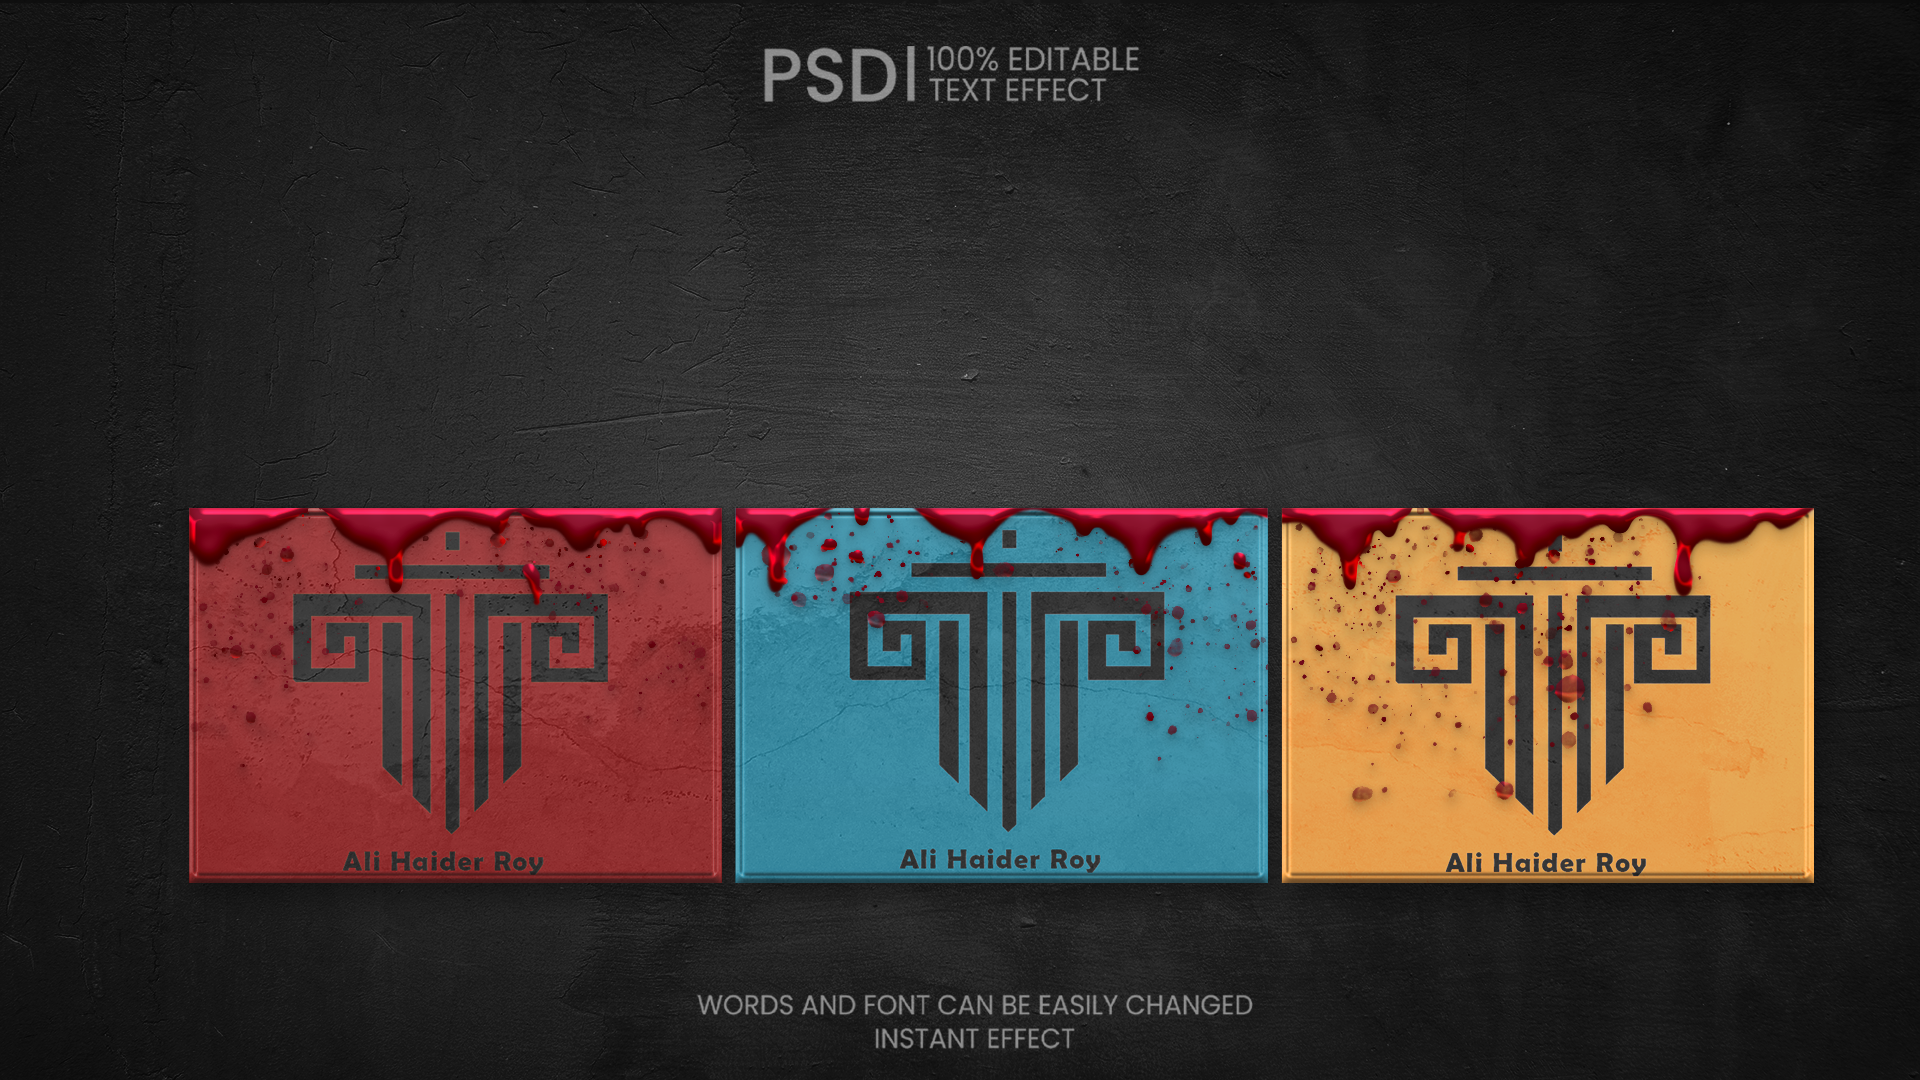 PSD
100% EDITABLE
TEXT EFFECT
Ali Haider Roy
Ali Haider Roy
Ali Haider Roy
WORDS AND FONT CAN BE EASILY CHANGED
INSTANT EFFECT